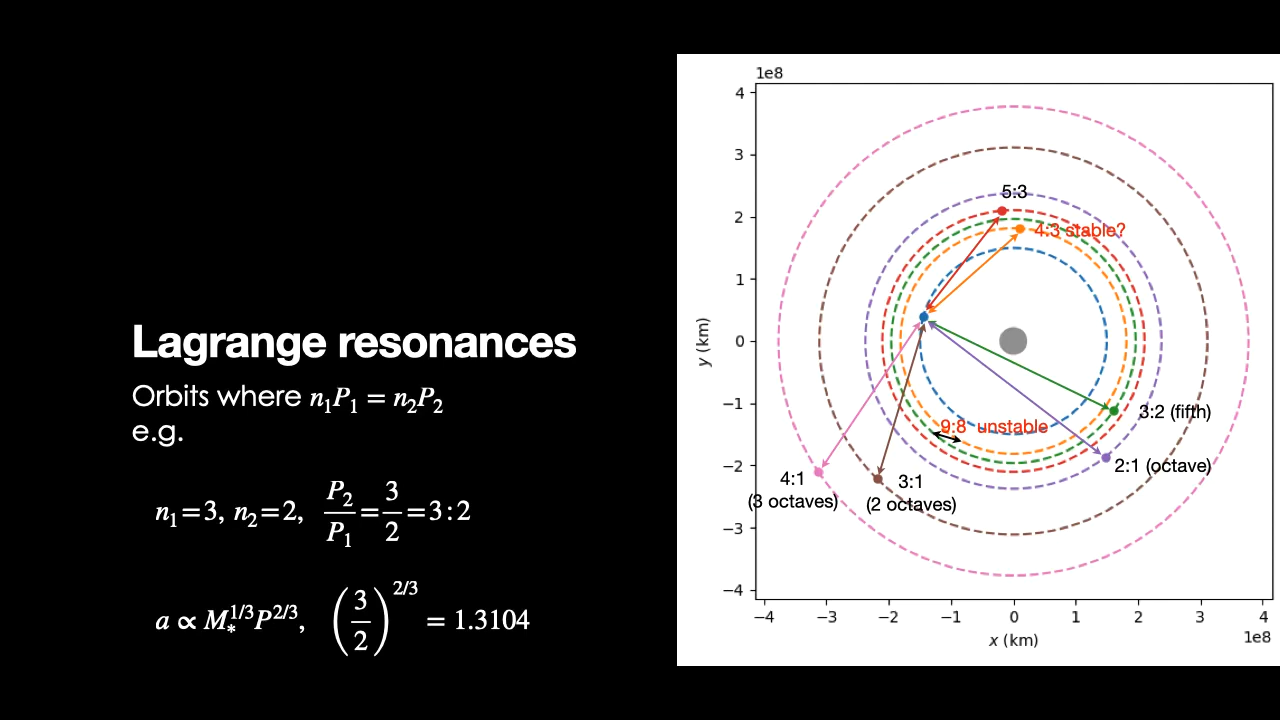 Lagrange resonances
Orbits where n₁P₁ = n₂P₂
e.g.
n₁=3, n₂=2, P₂/P₁=3/2=3:2
a ∝ M⁎^1/3 P^2/3, (3/2)^2/3 = 1.3104
1e8
4
3
2
1
0
−1
−2
−3
−4
y (km)
5:3
4:3 stable?
9:8 unstable
3:2 (fifth)
2:1 (octave)
4:1
(3 octaves)
3:1
(2 octaves)
−4 −3 −2 −1 0 1 2 3 4
1e8
x (km)